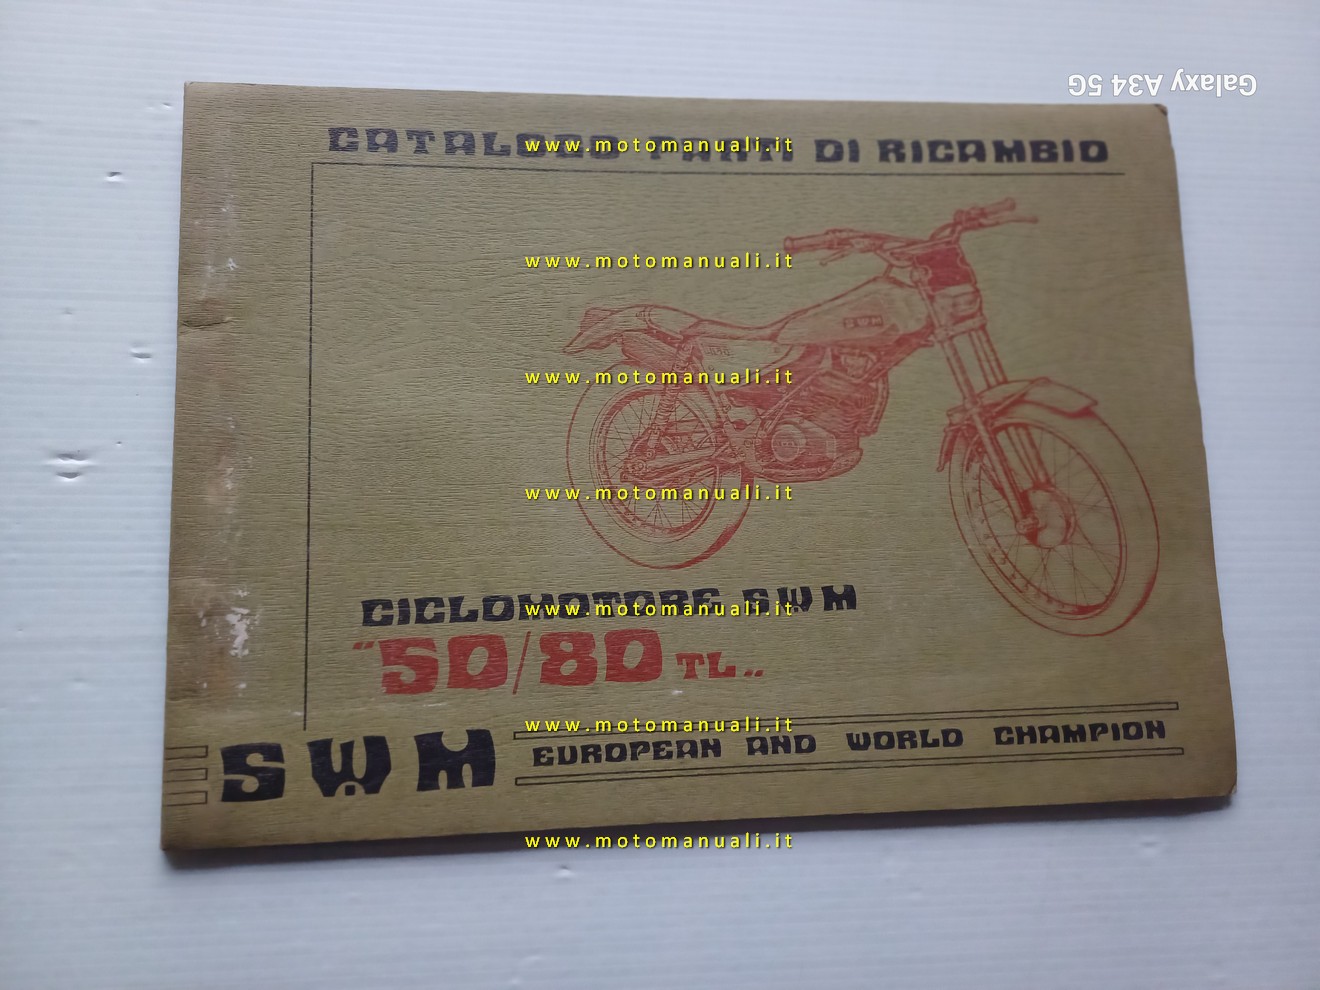 Galaxy A34 5G
CATALOGO PARTI DI RICAMBIO
www.motomanuali.it
www.motomanuali.it
SWM
www.motomanuali.it
www.motomanuali.it
CICLOMOTORE S.W.M
www.motomanuali.it
"50/80 TL"
www.motomanuali.it
S.W.M EUROPEAN AND WORLD CHAMPION
www.motomanuali.it